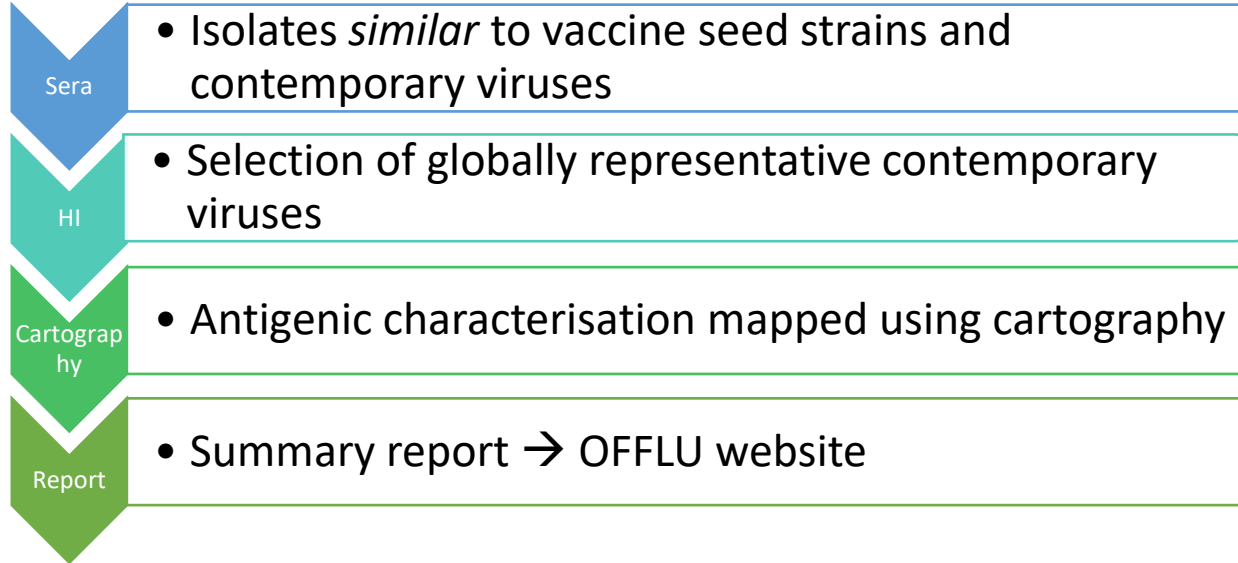 Sera
• Isolates similar to vaccine seed strains and
contemporary viruses
HI
• Selection of globally representative contemporary
viruses
Cartograp
hy
• Antigenic characterisation mapped using cartography
Report
• Summary report → OFFLU website